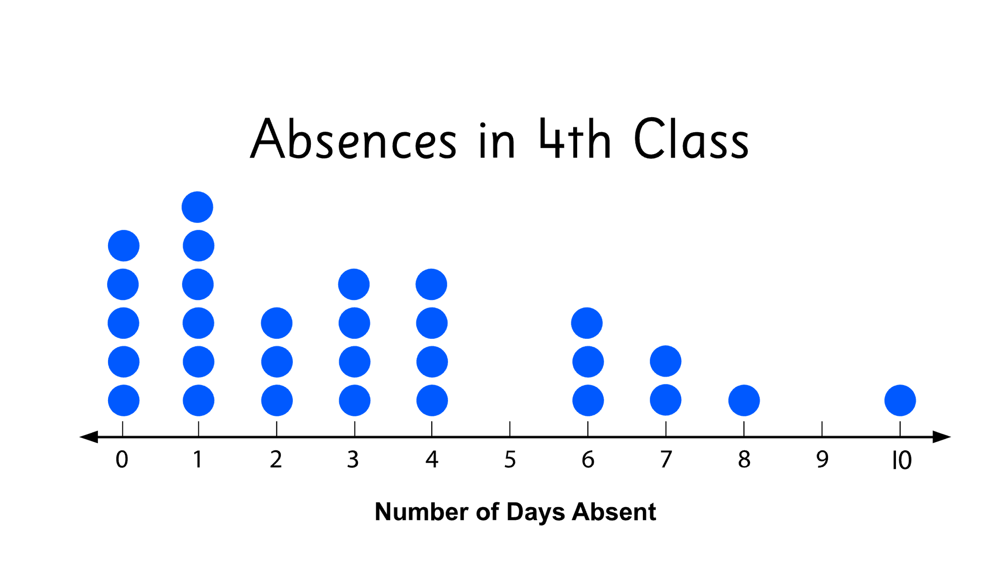 Absences in 4th Class
0 1 2 3 4 5 6 7 8 9 10
Number of Days Absent